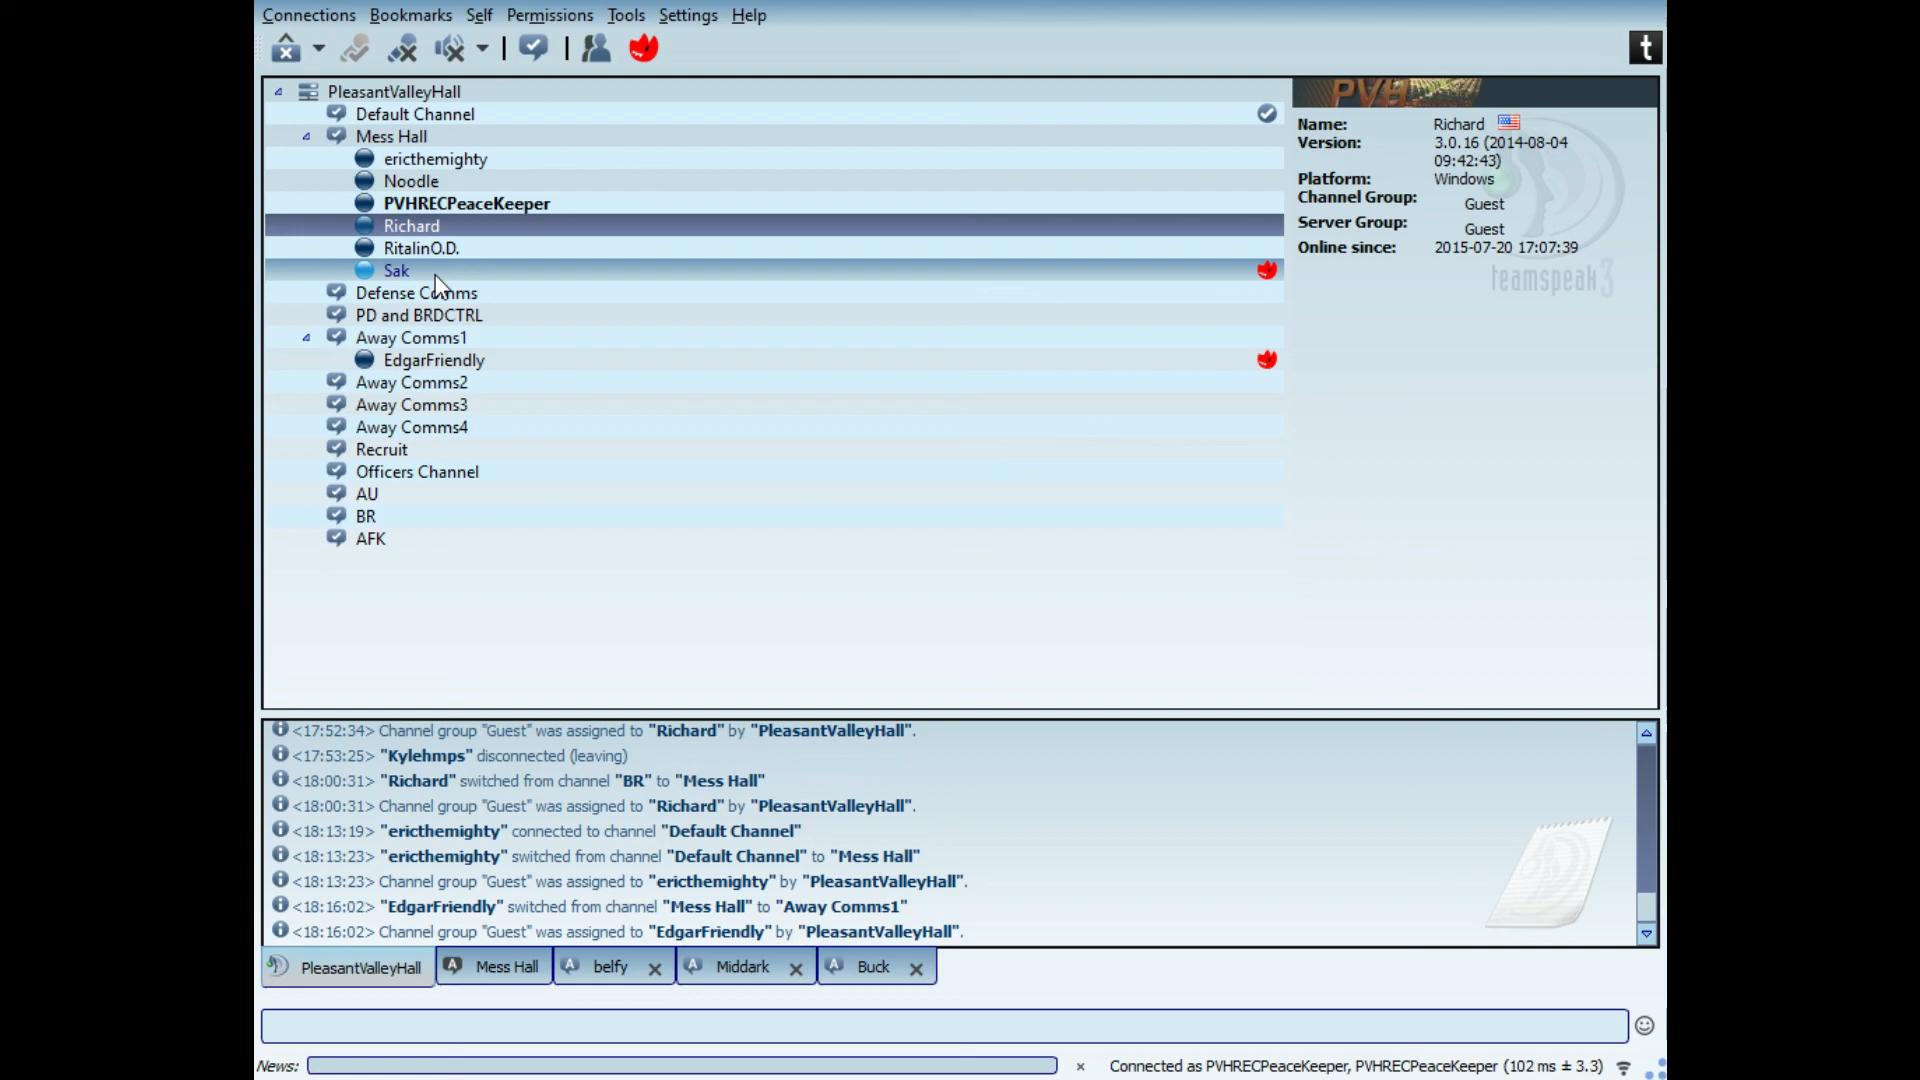 Connections Bookmarks Self Permissions Tools Settings Help
t
PleasantValleyHall
Default Channel
Mess Hall
ericthemighty
Noodle
PVHRECPeaceKeeper
Richard
RitalinO.D.
Sak
Defense Comms
PD and BRDCTRL
Away Comms1
EdgarFriendly
Away Comms2
Away Comms3
Away Comms4
Recruit
Officers Channel
AU
BR
AFK
PVH
Name: Richard
Version: 3.0.16 (2014-08-04
09:42:43)
Platform: Windows
Channel Group: Guest
Server Group: Guest
Online since: 2015-07-20 17:07:39
teamspeak3
<17:52:34> Channel group "Guest" was assigned to "Richard" by "PleasantValleyHall".
<17:53:25> "Kylehmps" disconnected (leaving)
<18:00:31> "Richard" switched from channel "BR" to "Mess Hall"
<18:00:31> Channel group "Guest" was assigned to "Richard" by "PleasantValleyHall".
<18:13:19> "ericthemighty" connected to channel "Default Channel"
<18:13:23> "ericthemighty" switched from channel "Default Channel" to "Mess Hall"
<18:13:23> Channel group "Guest" was assigned to "ericthemighty" by "PleasantValleyHall".
<18:16:02> "EdgarFriendly" switched from channel "Mess Hall" to "Away Comms1"
<18:16:02> Channel group "Guest" was assigned to "EdgarFriendly" by "PleasantValleyHall".
PleasantValleyHall Mess Hall belfy Middark Buck
News: Connected as PVHRECPeaceKeeper, PVHRECPeaceKeeper (102 ms ± 3.3)